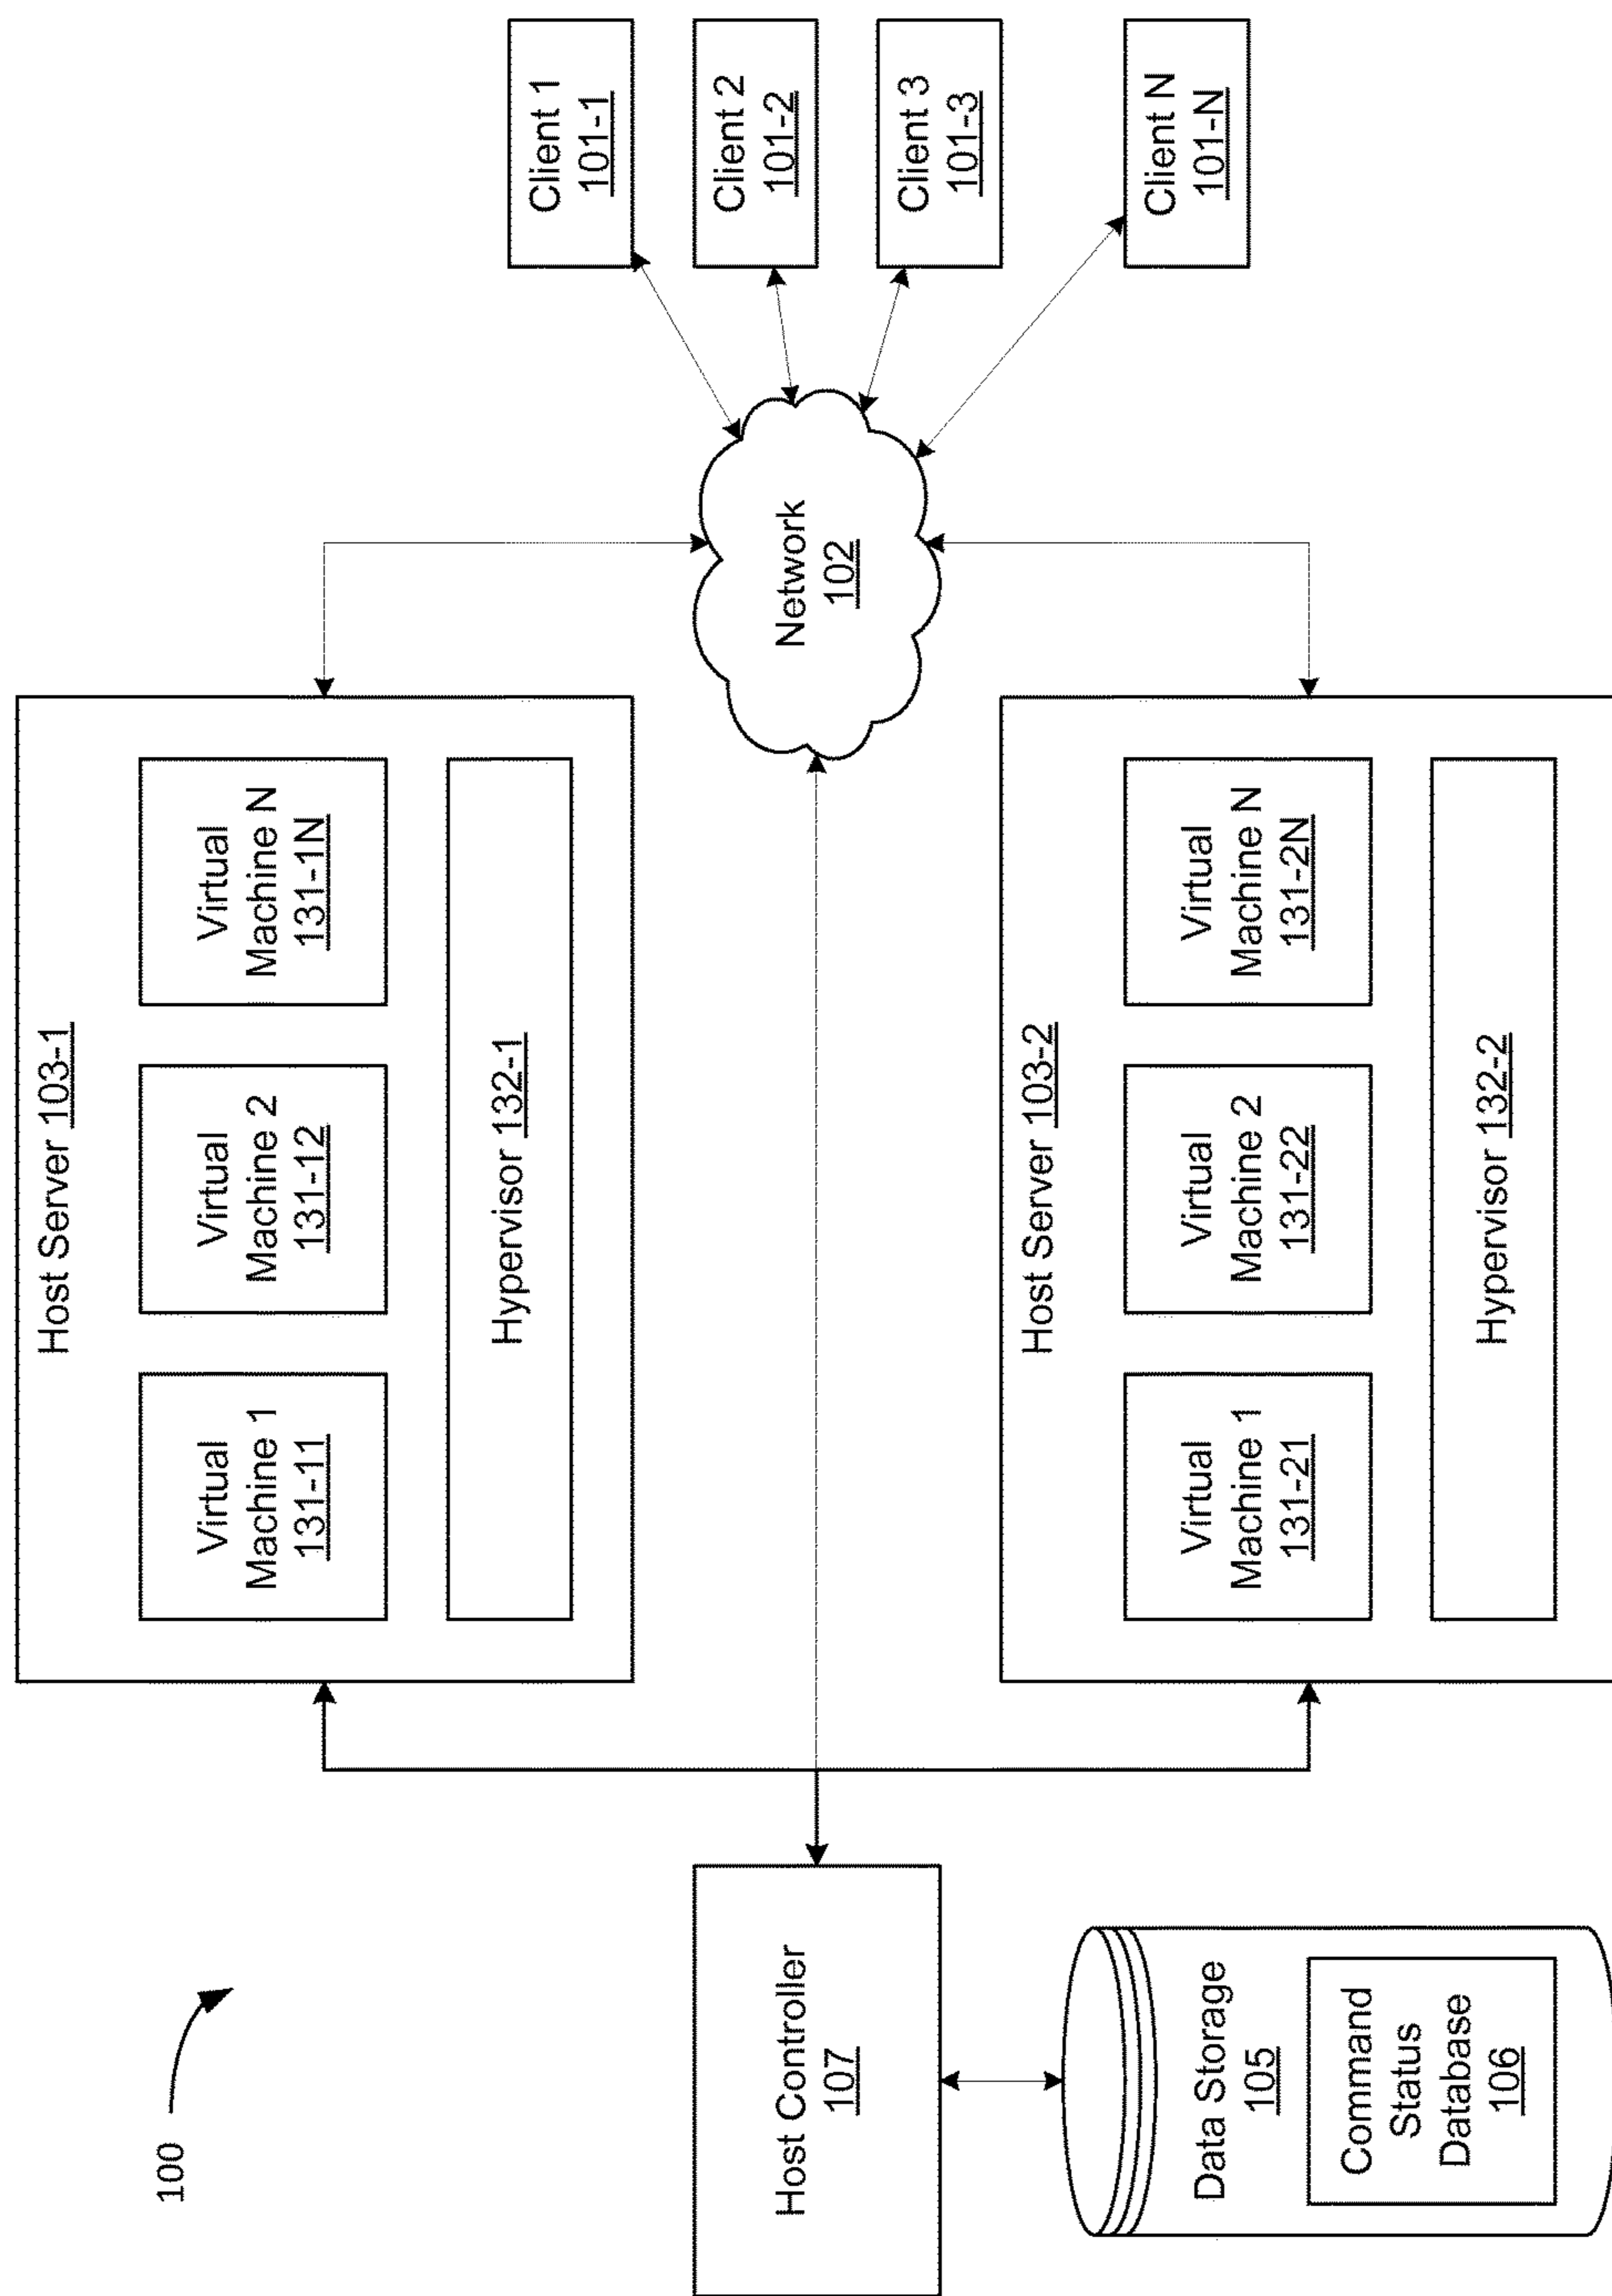 100
Host Server 103-1
Virtual
Machine 1
131-11
Virtual
Machine 2
131-12
Virtual
Machine N
131-1N
Hypervisor 132-1
Client 1
101-1
Client 2
101-2
Client 3
101-3
Client N
101-N
Network
102
Host Controller
107
Data Storage
105
Command
Status
Database
106
Host Server 103-2
Virtual
Machine 1
131-21
Virtual
Machine 2
131-22
Virtual
Machine N
131-2N
Hypervisor 132-2